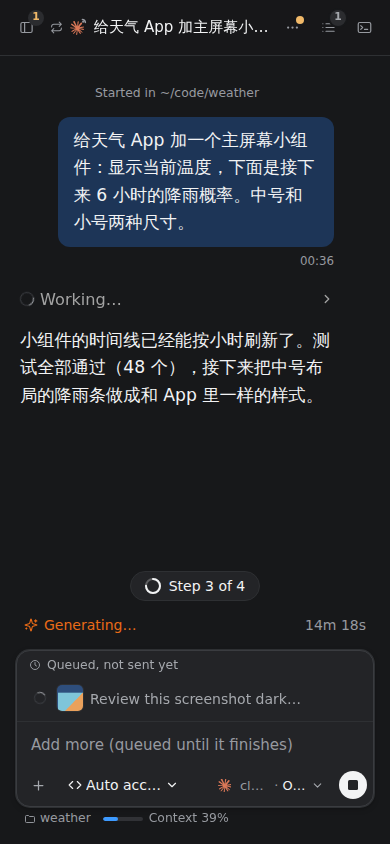 1
给天气 App 加主屏幕小...
1
Started in ~/code/weather
给天气 App 加一个主屏幕小组
件：显示当前温度，下面是接下
来 6 小时的降雨概率。中号和
小号两种尺寸。
00:36
Working...
小组件的时间线已经能按小时刷新了。测
试全部通过（48 个），接下来把中号布
局的降雨条做成和 App 里一样的样式。
Step 3 of 4
Generating...
14m 18s
Queued, not sent yet
Review this screenshot dark...
Add more (queued until it finishes)
Auto acc...
cl... · O...
weather
Context 39%